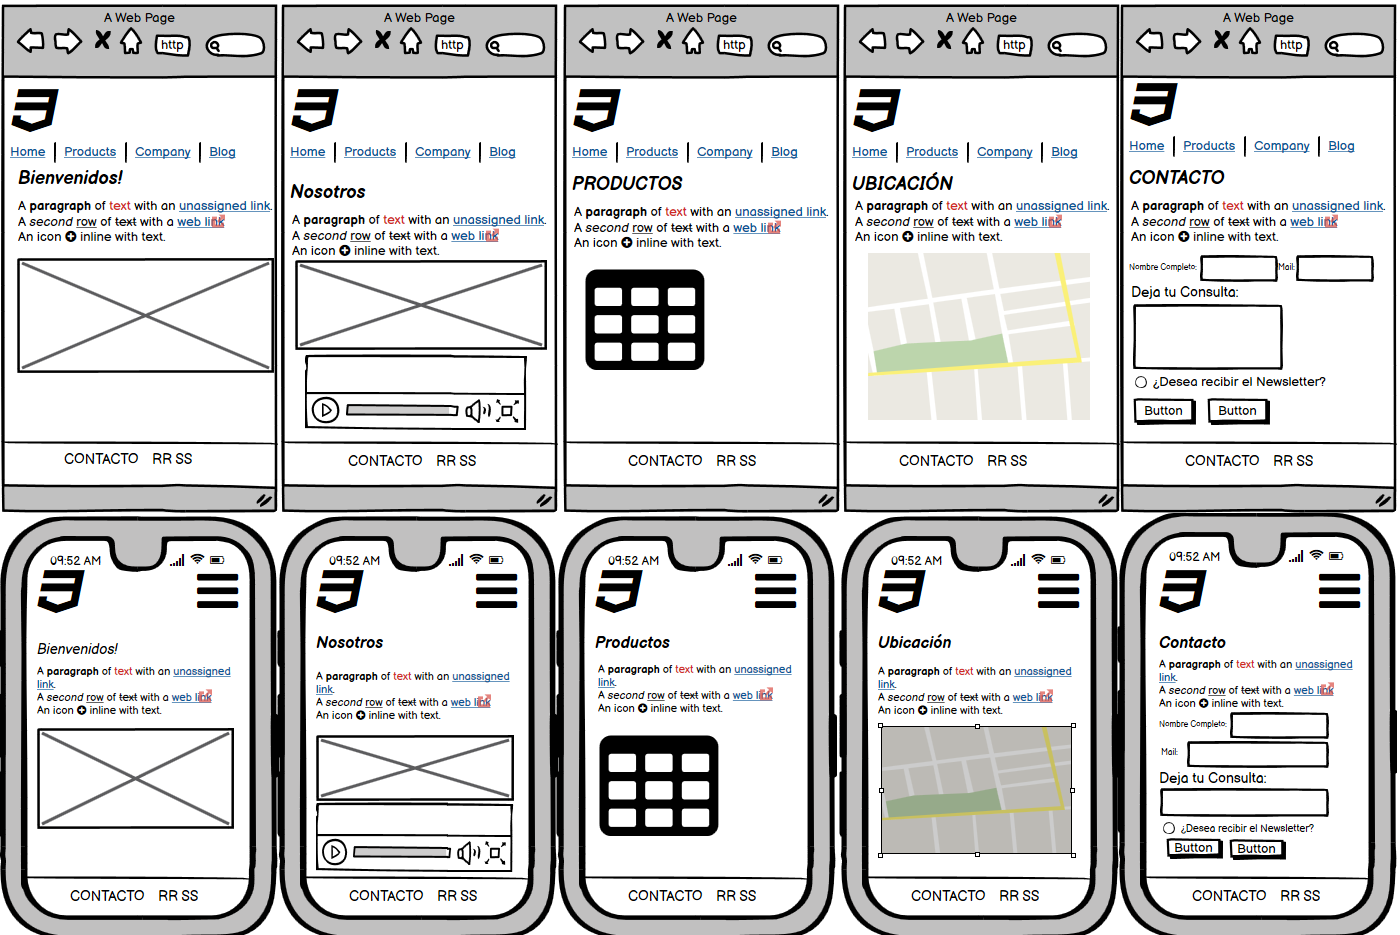 A Web Page
http
Home Products Company Blog
Bienvenidos!
A paragraph of text with an unassigned link.
A second row of text with a web link
An icon inline with text.
CONTACTO RR SS
A Web Page
http
Home Products Company Blog
Nosotros
A paragraph of text with an unassigned link.
A second row of text with a web link
An icon inline with text.
CONTACTO RR SS
A Web Page
http
Home Products Company Blog
PRODUCTOS
A paragraph of text with an unassigned link.
A second row of text with a web link
An icon inline with text.
CONTACTO RR SS
A Web Page
http
Home Products Company Blog
UBICACIÓN
A paragraph of text with an unassigned link.
A second row of text with a web link
An icon inline with text.
CONTACTO RR SS
A Web Page
http
Home Products Company Blog
CONTACTO
A paragraph of text with an unassigned link.
A second row of text with a web link
An icon inline with text.
Nombre Completo: Mail:
Deja tu Consulta:
¿Desea recibir el Newsletter?
Button Button
CONTACTO RR SS
09:52 AM
Bienvenidos!
A paragraph of text with an unassigned
link.
A second row of text with a web link
An icon inline with text.
CONTACTO RR SS
09:52 AM
Nosotros
A paragraph of text with an unassigned
link.
A second row of text with a web link
An icon inline with text.
CONTACTO RR SS
09:52 AM
Productos
A paragraph of text with an unassigned
link.
A second row of text with a web link
An icon inline with text.
CONTACTO RR SS
09:52 AM
Ubicación
A paragraph of text with an unassigned
link.
A second row of text with a web link
An icon inline with text.
CONTACTO RR SS
09:52 AM
Contacto
A paragraph of text with an unassigned
link.
A second row of text with a web link
An icon inline with text.
Nombre Completo:
Mail:
Deja tu Consulta:
¿Desea recibir el Newsletter?
Button Button
CONTACTO RR SS